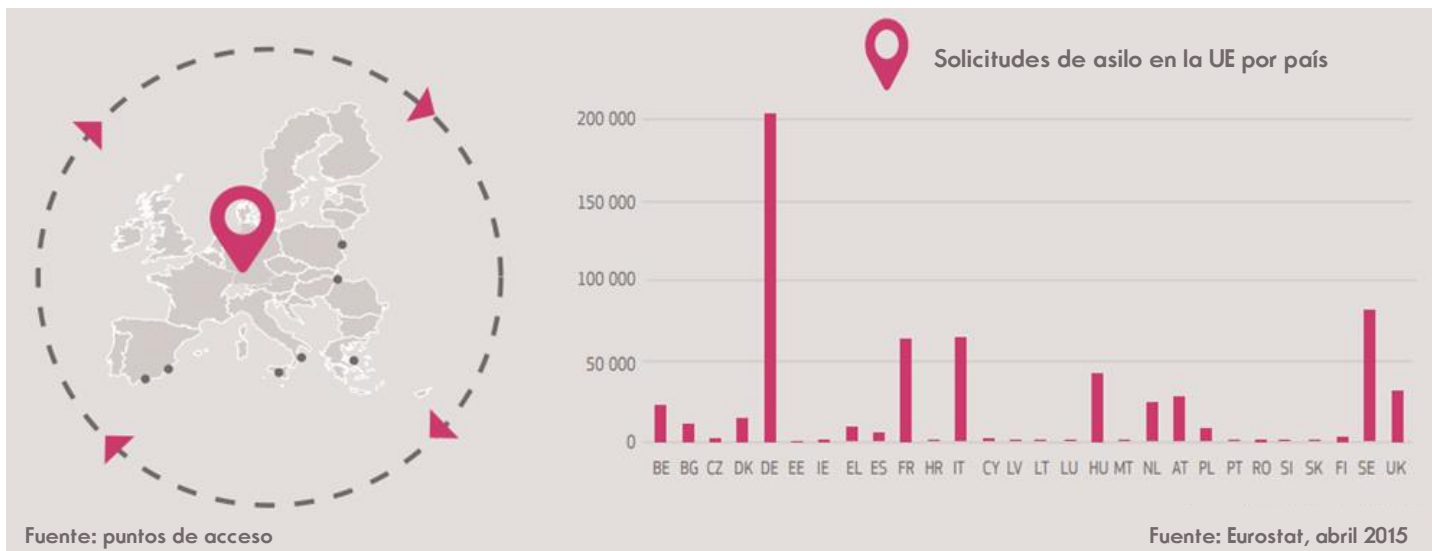 Solicitudes de asilo en la UE por país
200 000
150 000
100 000
50 000
0
BE BG CZ DK DE EE IE EL ES FR HR IT CY LV LT LU HU MT NL AT PL PT RO SI SK FI SE UK
Fuente: puntos de acceso
Fuente: Eurostat, abril 2015